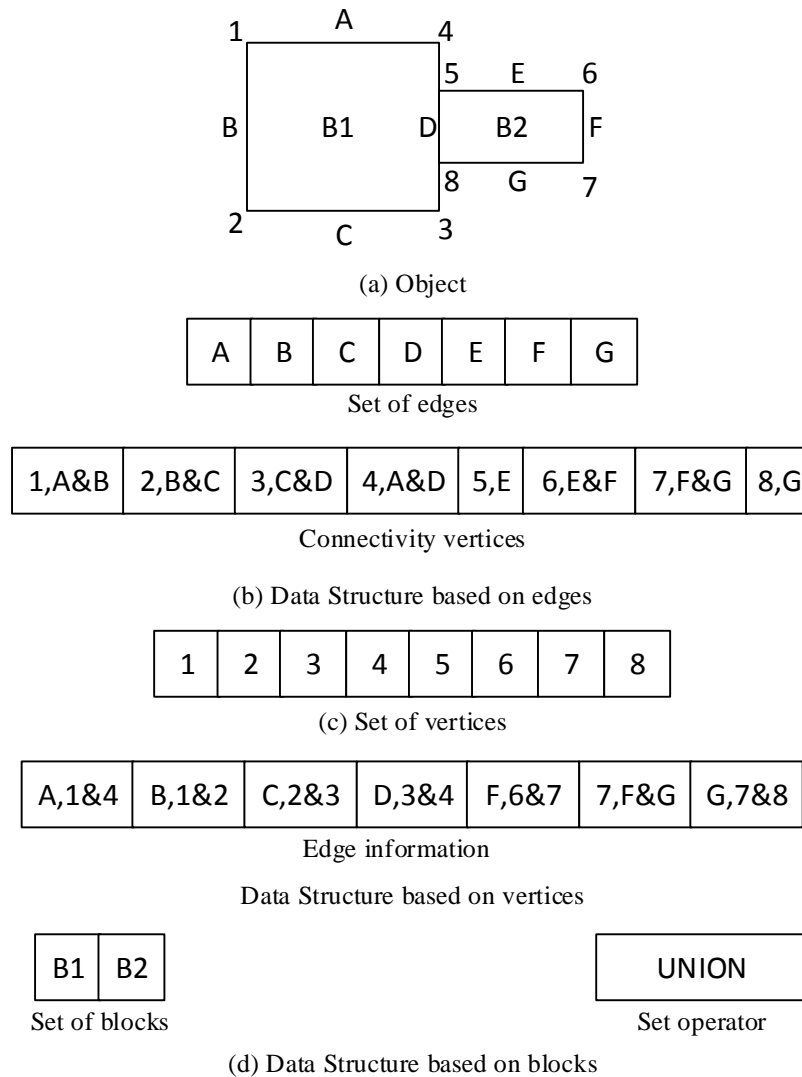 1 A 4
5 E 6
B B1 D B2 F
8 G 7
2 C 3
(a) Object
A B C D E F G
Set of edges
1,A&B 2,B&C 3,C&D 4,A&D 5,E 6,E&F 7,F&G 8,G
Connectivity vertices
(b) Data Structure based on edges
1 2 3 4 5 6 7 8
(c) Set of vertices
A,1&4 B,1&2 C,2&3 D,3&4 F,6&7 7,F&G G,7&8
Edge information
Data Structure based on vertices
B1 B2 UNION
Set of blocks Set operator
(d) Data Structure based on blocks